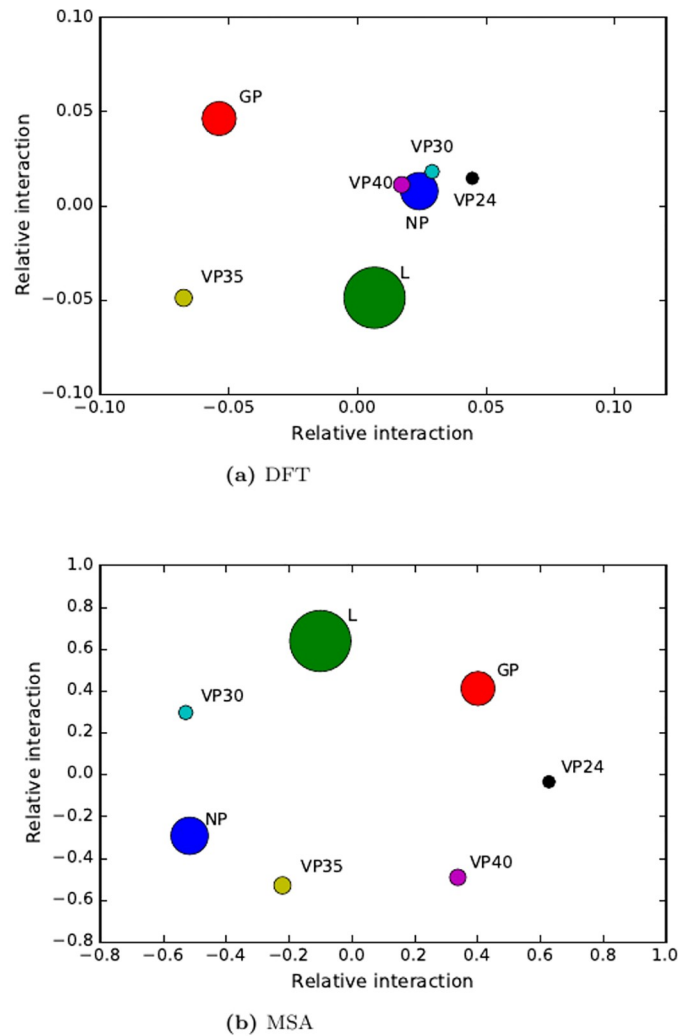 0.10
GP
0.05
VP30
VP40
VP24
0.00
NP
VP35
L
−0.05
−0.10
−0.10 −0.05 0.00 0.05 0.10
Relative interaction
Relative interaction
(a) DFT
1.0
0.8
L
0.6
GP
0.4
VP30
0.2
VP24
0.0
−0.2
NP
−0.4
VP35
VP40
−0.6
−0.8
−0.8 −0.6 −0.4 −0.2 0.0 0.2 0.4 0.6 0.8 1.0
Relative interaction
Relative interaction
(b) MSA